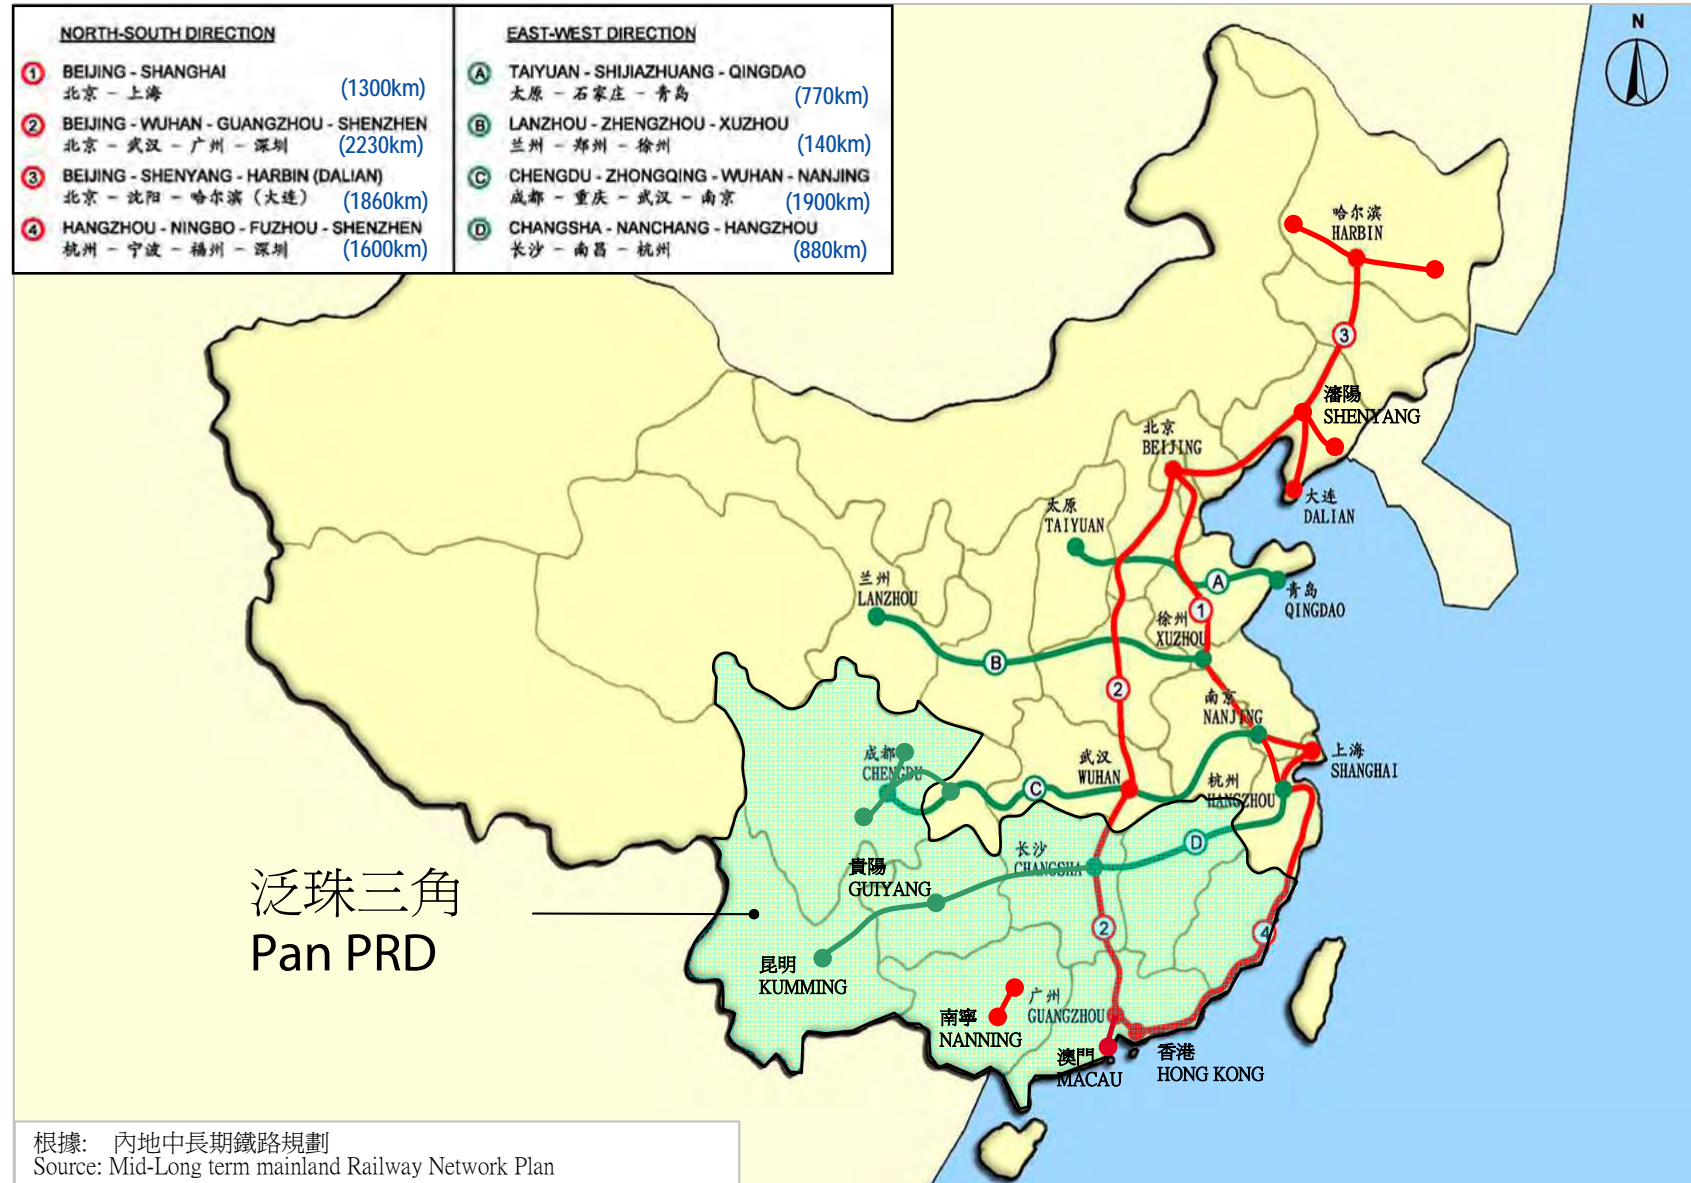 NORTH-SOUTH DIRECTION
1 BEIJING - SHANGHAI
北京 - 上海 (1300km)
2 BEIJING - WUHAN - GUANGZHOU - SHENZHEN
北京 - 武汉 - 广州 - 深圳 (2230km)
3 BEIJING - SHENYANG - HARBIN (DALIAN)
北京 - 沈阳 - 哈尔滨（大连） (1860km)
4 HANGZHOU - NINGBO - FUZHOU - SHENZHEN
杭州 - 宁波 - 福州 - 深圳 (1600km)
EAST-WEST DIRECTION
A TAIYUAN - SHIJIAZHUANG - QINGDAO
太原 - 石家庄 - 青岛 (770km)
B LANZHOU - ZHENGZHOU - XUZHOU
兰州 - 郑州 - 徐州 (140km)
C CHENGDU - ZHONGQING - WUHAN - NANJING
成都 - 重庆 - 武汉 - 南京 (1900km)
D CHANGSHA - NANCHANG - HANGZHOU
长沙 - 南昌 - 杭州 (880km)
N
哈尔滨
HARBIN
3
瀋陽
SHENYANG
北京
BEIJING
大连
DALIAN
太原
TAIYUAN
A
青岛
QINGDAO
兰州
LANZHOU
1
徐州
XUZHOU
B
2
南京
NANJING
上海
SHANGHAI
武汉
WUHAN
成都
CHENGDU
杭州
HANGZHOU
C
D
长沙
CHANGSHA
貴陽
GUIYANG
泛珠三角
Pan PRD
2
4
昆明
KUMMING
广州
GUANGZHOU
南寧
NANNING
澳門
MACAU
香港
HONG KONG
根據: 內地中長期鐵路規劃
Source: Mid-Long term mainland Railway Network Plan